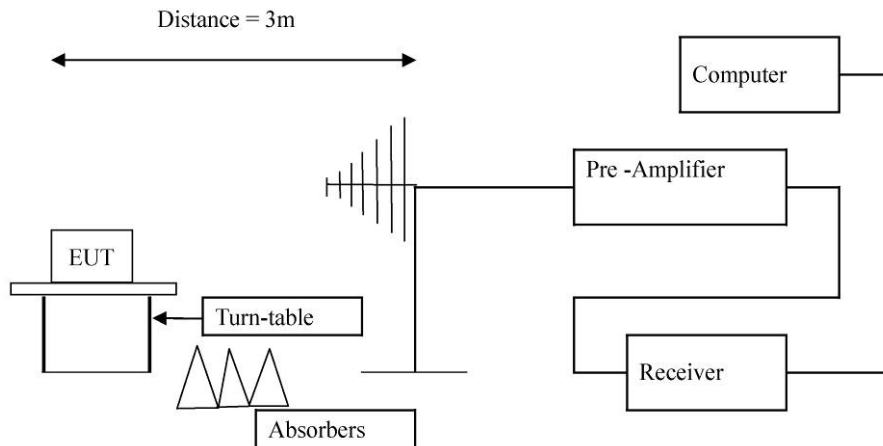 Distance = 3m
Computer
Pre -Amplifier
EUT
Turn-table
Receiver
Absorbers